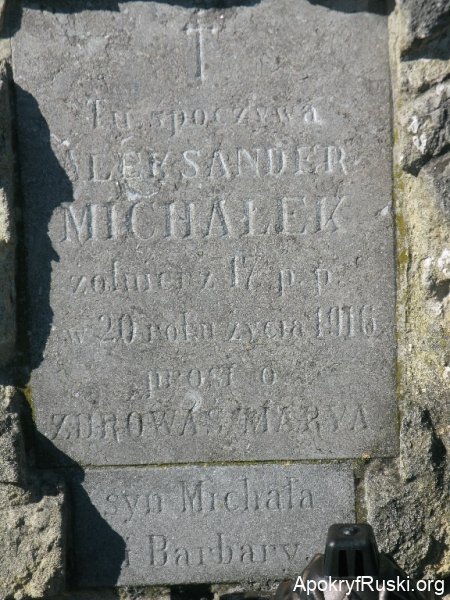 Tu spoczywa
ALEKSANDER
MICHAŁEK
żołnierz 17 p. p.
w 20 roku życia 1916
prosi o
ZDROWAŚ MARYA
syn Michała
i Barbary.
ApokryfRuski.org